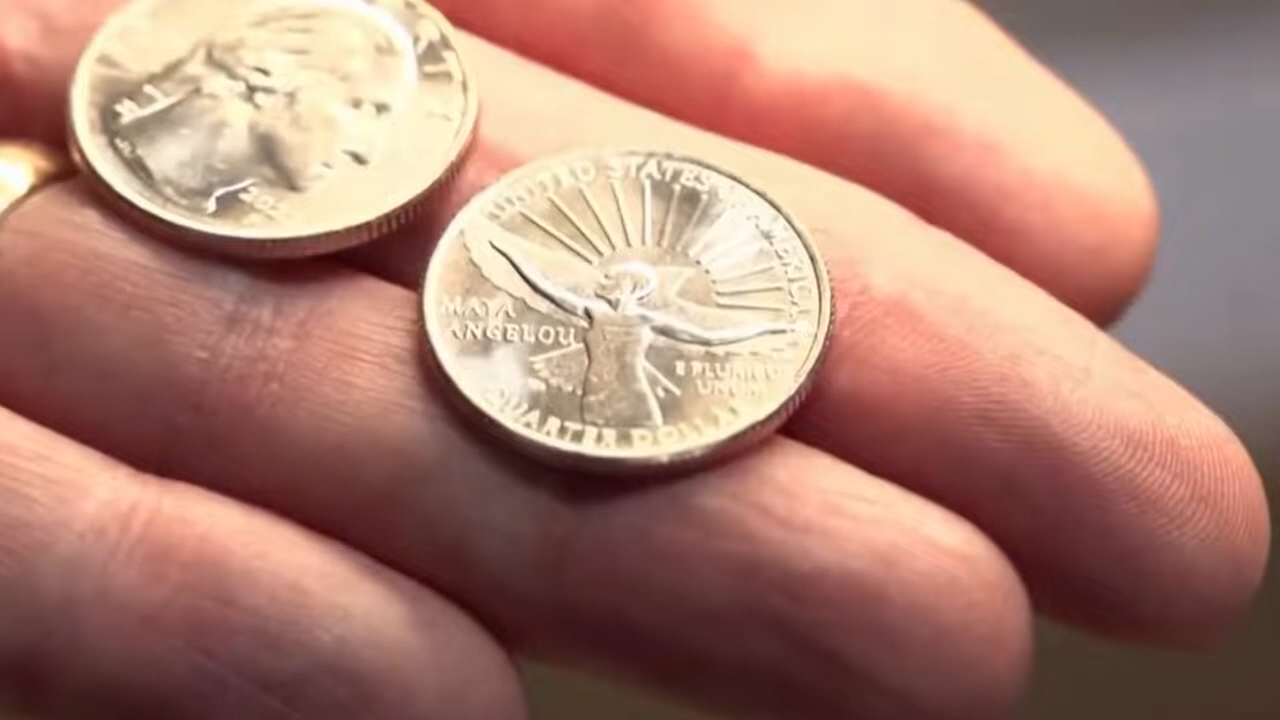 UNITED STATES OF AMERICA
MAYA
ANGELOU
E PLURIBUS
UNUM
QUARTER DOLLAR